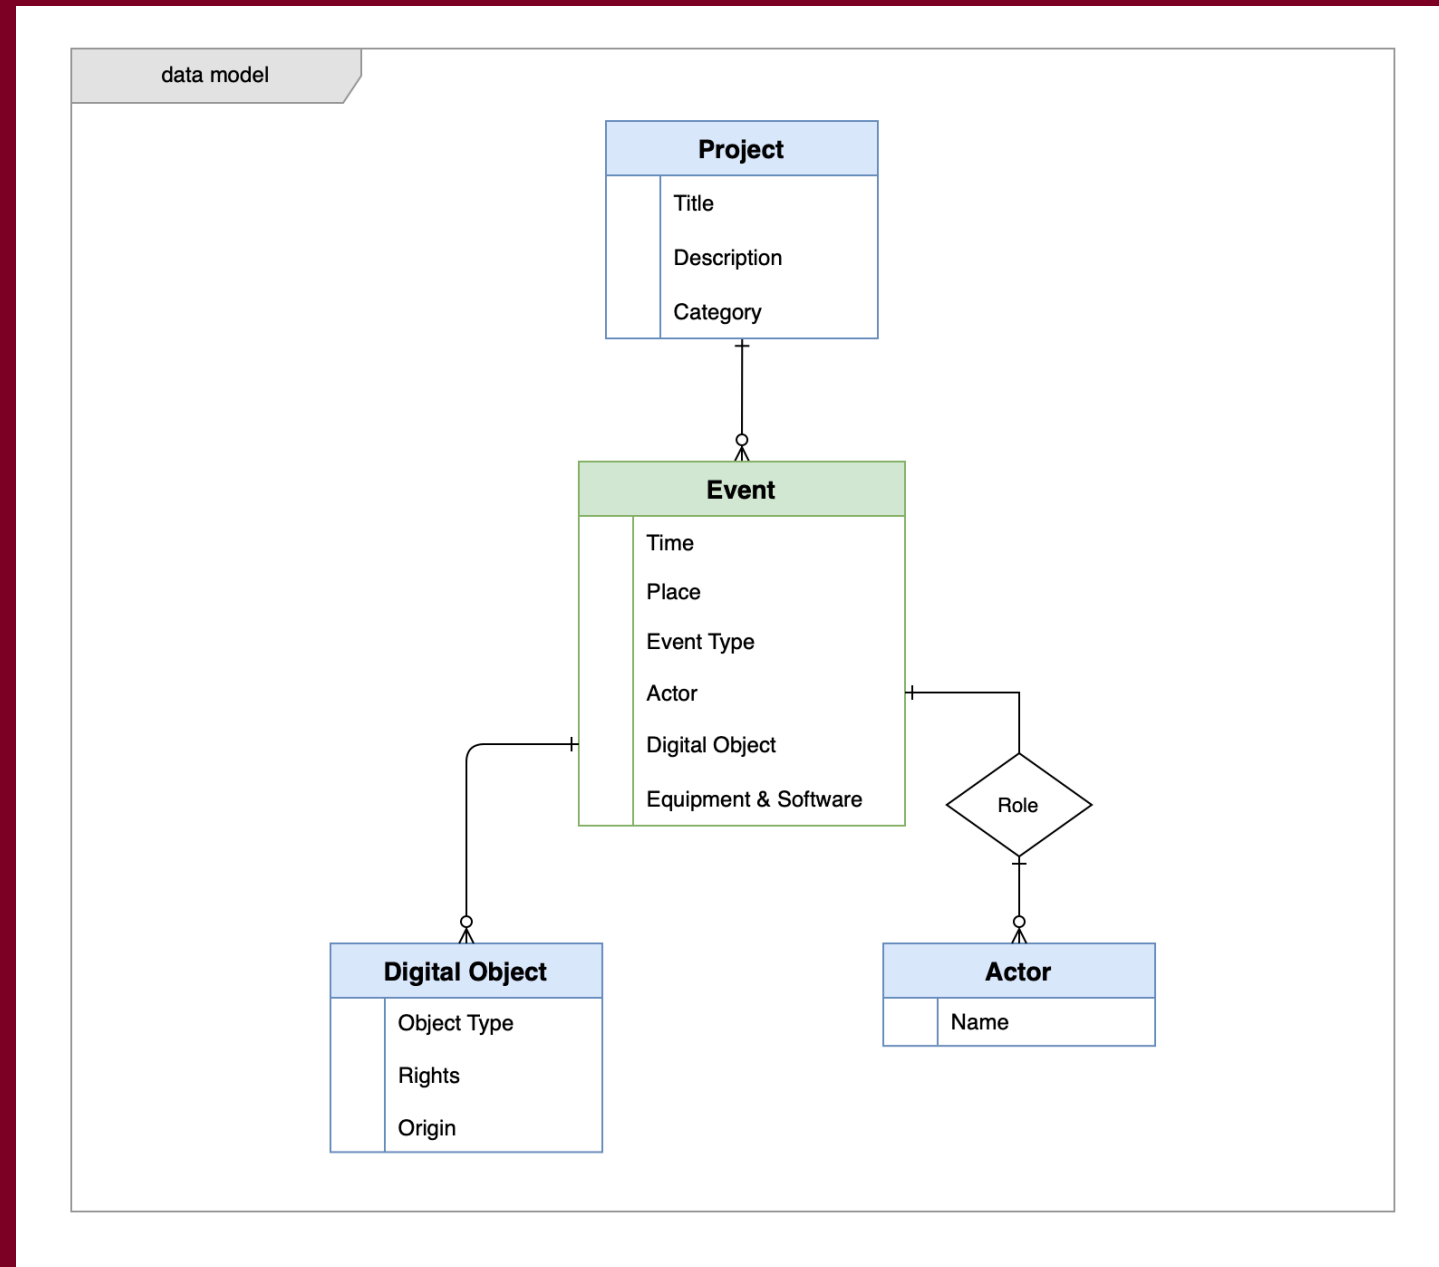 data model
Project
Title
Description
Category
Event
Time
Place
Event Type
Actor
Digital Object
Equipment & Software
Role
Digital Object
Object Type
Rights
Origin
Actor
Name